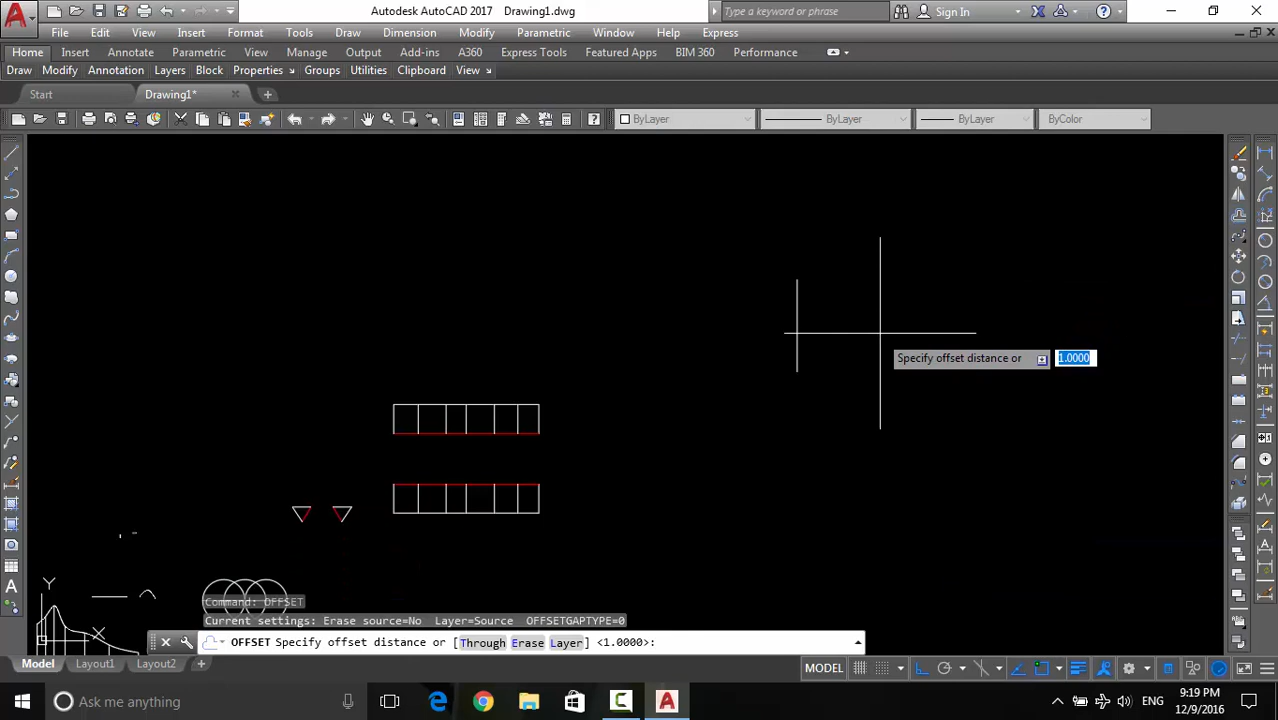 Autodesk AutoCAD 2017 Drawing1.dwg
Type a keyword or phrase
Sign In
File Edit View Insert Format Tools Draw Dimension Modify Parametric Window Help Express
Home Insert Annotate Parametric View Manage Output Add-ins A360 Express Tools Featured Apps BIM 360 Performance
Draw Modify Annotation Layers Block Properties Groups Utilities Clipboard View
Start Drawing1*
ByLayer ByLayer ByLayer ByColor
Specify offset distance or 1.0000
Y
X
Command: OFFSET
Current settings: Erase source=No Layer=Source OFFSETGAPTYPE=0
OFFSET Specify offset distance or [Through Erase Layer] <1.0000>:
Model Layout1 Layout2 +
MODEL
Ask me anything
ENG
9:19 PM
12/9/2016